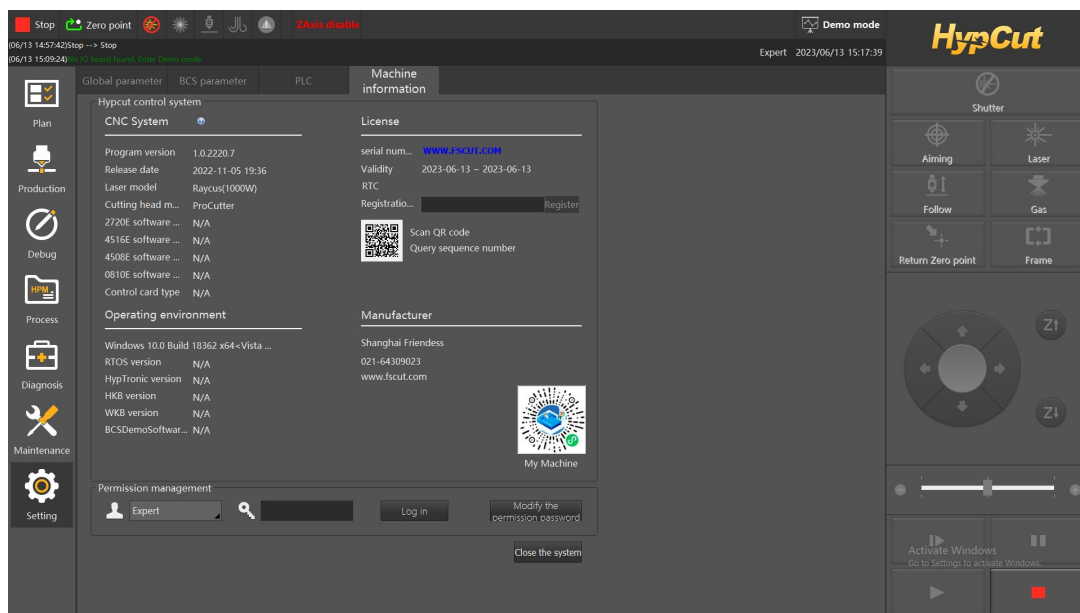 Stop Zero point ZAxis disable Demo mode
(06/13 14:57:42)Stop --> Stop
(06/13 15:09:24)No IO board found, Enter Demo mode
Expert 2023/06/13 15:17:39
HypCut
Plan
Production
Debug
HPM
Process
Diagnosis
Maintenance
Setting
Global parameter BCS parameter PLC Machine
information
Hypcut control system
CNC System
Program version 1.0.2220.7
Release date 2022-11-05 19:36
Laser model Raycus(1000W)
Cutting head m... ProCutter
2720E software ... N/A
4516E software ... N/A
4508E software ... N/A
0810E software ... N/A
Control card type N/A
License
serial num... WWW.FSCUT.COM
Validity 2023-06-13 -- 2023-06-13
RTC
Registratio... Register
Scan QR code
Query sequence number
Operating environment
Windows 10.0 Build 18362 x64<Vista ...
RTOS version N/A
HypTronic version N/A
HKB version N/A
WKB version N/A
BCSDemoSoftwar... N/A
Manufacturer
Shanghai Friendess
021-64309023
www.fscut.com
My Machine
Permission management
Expert Log in Modify the
permission password
Close the system
Shutter
Aiming Laser
Follow Gas
Return Zero point Frame
Z↑
Z↓
Activate Windows
Go to Settings to activate Windows.